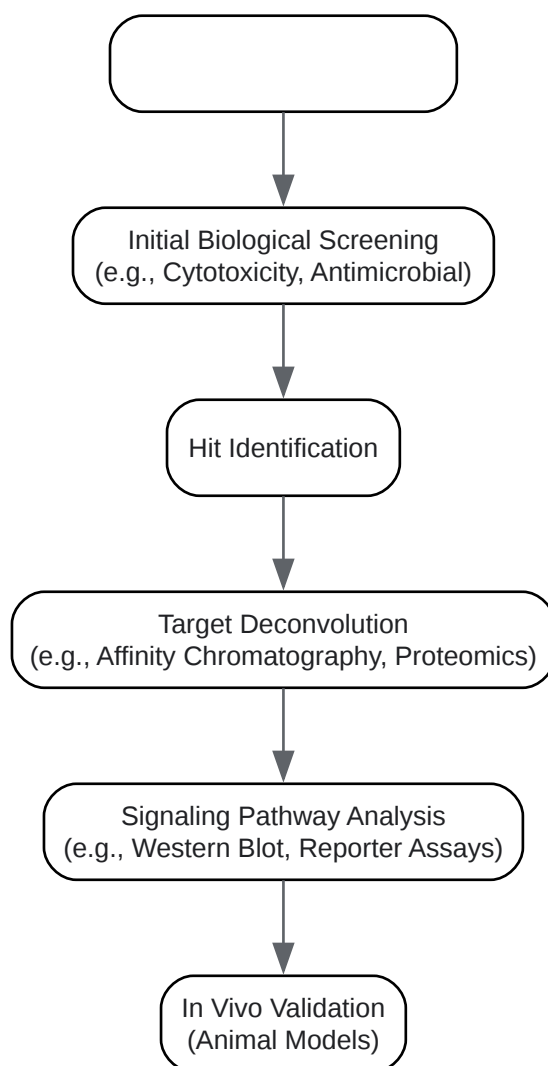 Initial Biological Screening
(e.g., Cytotoxicity, Antimicrobial)
Hit Identification
Target Deconvolution
(e.g., Affinity Chromatography, Proteomics)
Signaling Pathway Analysis
(e.g., Western Blot, Reporter Assays)
In Vivo Validation
(Animal Models)